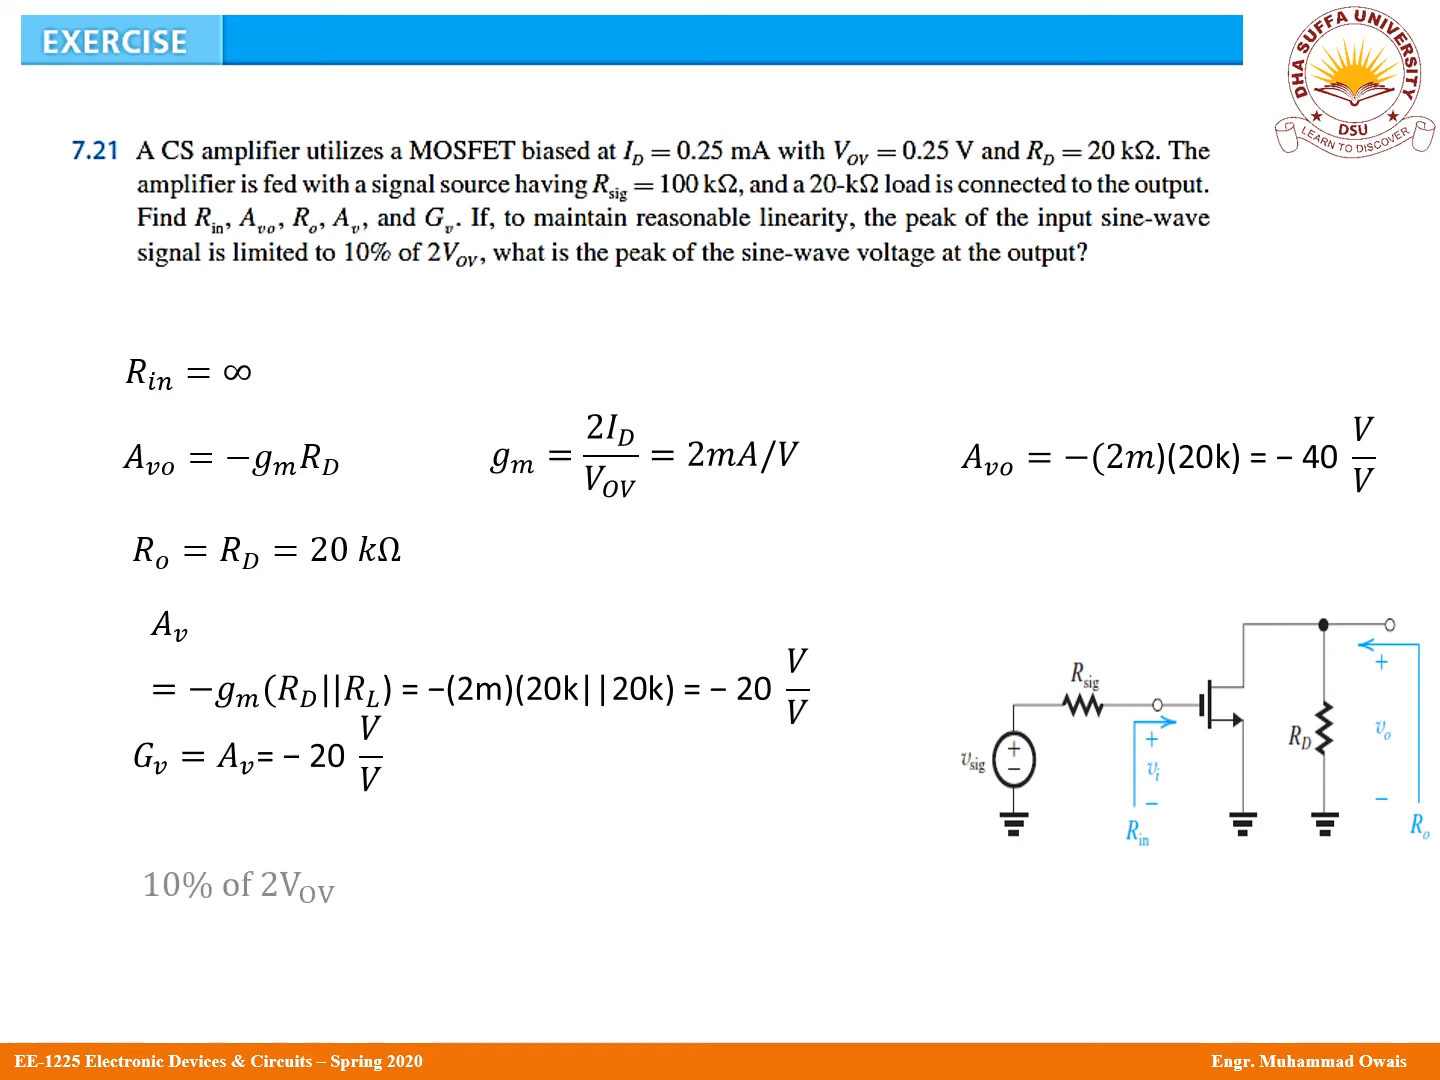 EXERCISE
DHA SUFFA UNIVERSITY
DSU
LEARN TO DISCOVER
7.21 A CS amplifier utilizes a MOSFET biased at I_D = 0.25 mA with V_OV = 0.25 V and R_D = 20 kΩ. The
amplifier is fed with a signal source having R_sig = 100 kΩ, and a 20-kΩ load is connected to the output.
Find R_in, A_vo, R_o, A_v, and G_v. If, to maintain reasonable linearity, the peak of the input sine-wave
signal is limited to 10% of 2V_OV, what is the peak of the sine-wave voltage at the output?
R_in = ∞
A_vo = −g_m R_D
g_m = 2I_D / V_OV = 2mA/V
A_vo = −(2m)(20k) = − 40 V/V
R_o = R_D = 20 kΩ
A_v
= −g_m(R_D||R_L) = −(2m)(20k||20k) = − 20 V/V
G_v = A_v= − 20 V/V
10% of 2V_OV
R_sig
v_sig
+
−
+
v_i
−
R_in
R_D
+
v_o
−
R_o
EE-1225 Electronic Devices & Circuits – Spring 2020
Engr. Muhammad Owais